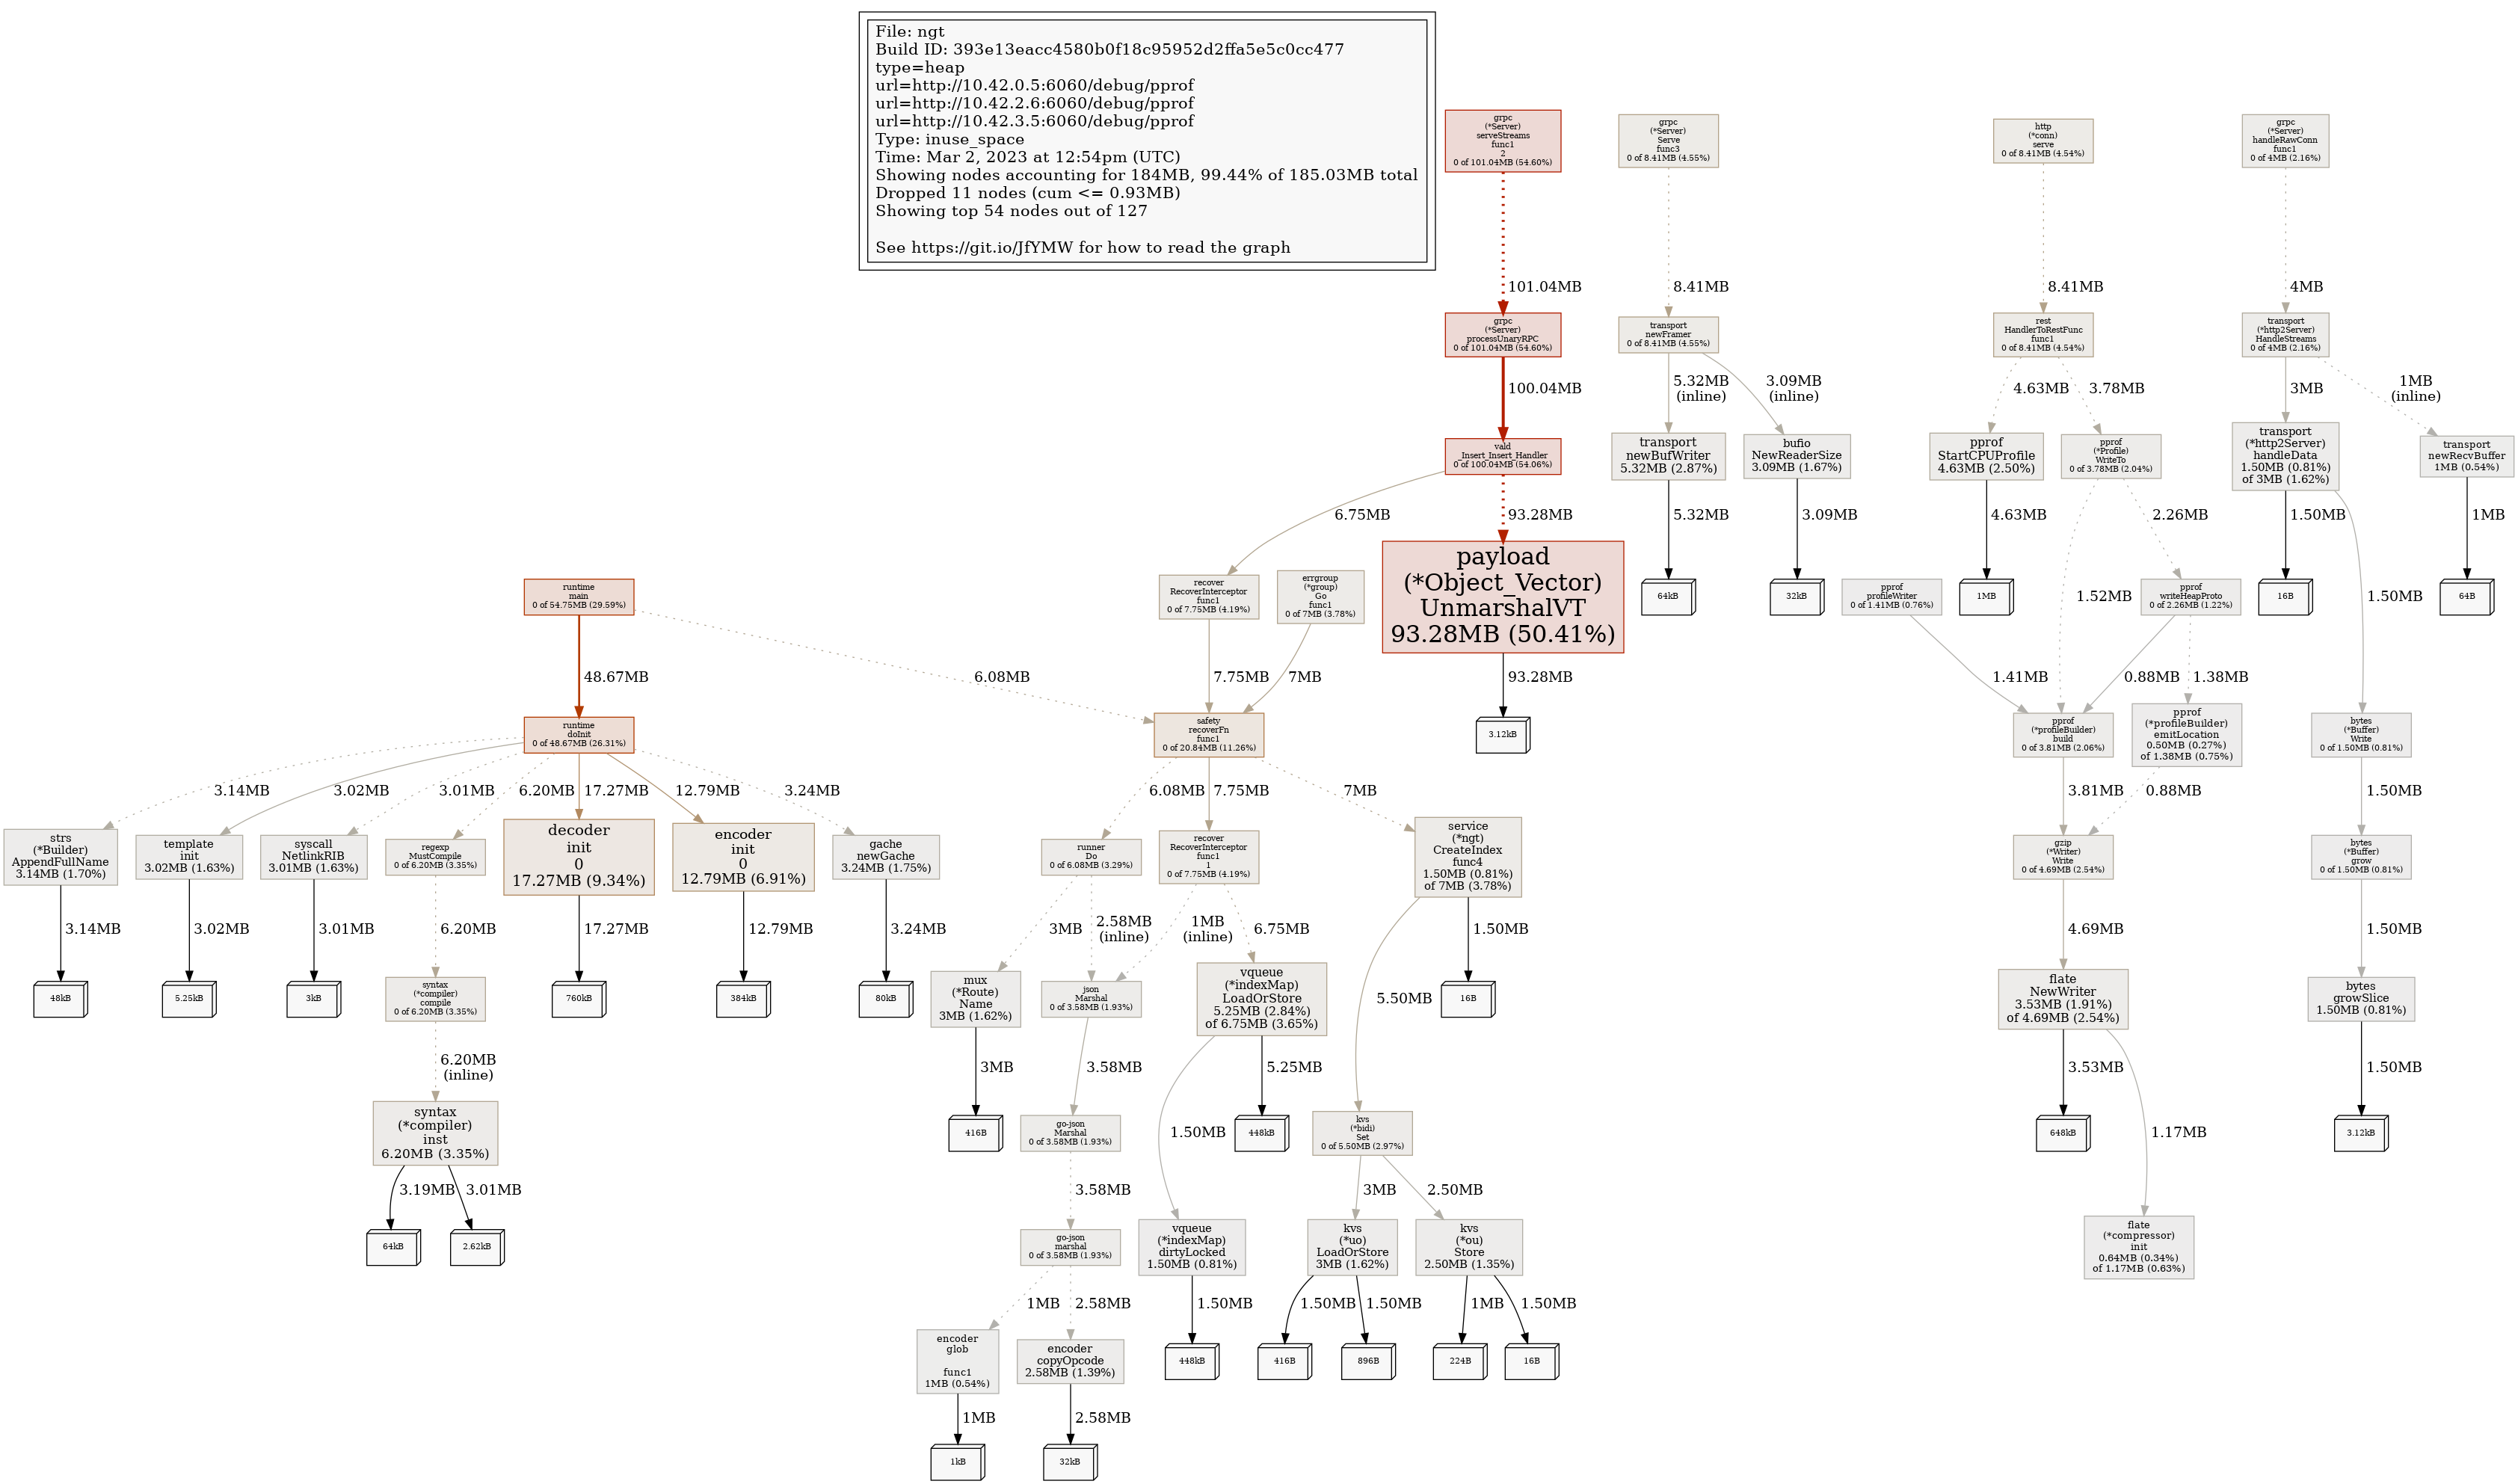 File: ngt
Build ID: 393e13eacc4580b0f18c95952d2ffa5e5c0cc477
type=heap
url=http://10.42.0.5:6060/debug/pprof
url=http://10.42.2.6:6060/debug/pprof
url=http://10.42.3.5:6060/debug/pprof
Type: inuse_space
Time: Mar 2, 2023 at 12:54pm (UTC)
Showing nodes accounting for 184MB, 99.44% of 185.03MB total
Dropped 11 nodes (cum <= 0.93MB)
Showing top 54 nodes out of 127
See https://git.io/JfYMW for how to read the graph
grpc
(*Server)
serveStreams
func1
2
0 of 101.04MB (54.60%)
grpc
(*Server)
Serve
func3
0 of 8.41MB (4.55%)
http
(*conn)
serve
0 of 8.41MB (4.54%)
grpc
(*Server)
handleRawConn
func1
0 of 4MB (2.16%)
101.04MB
8.41MB
8.41MB
4MB
grpc
(*Server)
processUnaryRPC
0 of 101.04MB (54.60%)
transport
newFramer
0 of 8.41MB (4.55%)
rest
HandlerToRestFunc
func1
0 of 8.41MB (4.54%)
transport
(*http2Server)
HandleStreams
0 of 4MB (2.16%)
100.04MB
5.32MB
(inline)
3.09MB
(inline)
4.63MB
3.78MB
3MB
1MB
(inline)
vald
_Insert_Insert_Handler
0 of 100.04MB (54.06%)
transport
newBufWriter
5.32MB (2.87%)
bufio
NewReaderSize
3.09MB (1.67%)
pprof
StartCPUProfile
4.63MB (2.50%)
pprof
(*Profile)
WriteTo
0 of 3.78MB (2.04%)
transport
(*http2Server)
handleData
1.50MB (0.81%)
of 3MB (1.62%)
transport
newRecvBuffer
1MB (0.54%)
6.75MB
93.28MB
5.32MB
3.09MB
4.63MB
2.26MB
1.50MB
1MB
runtime
main
0 of 54.75MB (29.59%)
recover
RecoverInterceptor
func1
0 of 7.75MB (4.19%)
errgroup
(*group)
Go
func1
0 of 7MB (3.78%)
payload
(*Object_Vector)
UnmarshalVT
93.28MB (50.41%)
64kB
32kB
pprof
profileWriter
0 of 1.41MB (0.76%)
1MB
1.52MB
pprof
writeHeapProto
0 of 2.26MB (1.22%)
16B
1.50MB
64B
48.67MB
6.08MB
7.75MB
7MB
93.28MB
1.41MB
0.88MB
1.38MB
runtime
doInit
0 of 48.67MB (26.31%)
safety
recoverFn
func1
0 of 20.84MB (11.26%)
3.12kB
pprof
(*profileBuilder)
build
0 of 3.81MB (2.06%)
pprof
(*profileBuilder)
emitLocation
0.50MB (0.27%)
of 1.38MB (0.75%)
bytes
(*Buffer)
Write
0 of 1.50MB (0.81%)
3.14MB
3.02MB
3.01MB
6.20MB
17.27MB
12.79MB
3.24MB
6.08MB
7.75MB
7MB
3.81MB
0.88MB
1.50MB
strs
(*Builder)
AppendFullName
3.14MB (1.70%)
template
init
3.02MB (1.63%)
syscall
NetlinkRIB
3.01MB (1.63%)
regexp
MustCompile
0 of 6.20MB (3.35%)
decoder
init
0
17.27MB (9.34%)
encoder
init
0
12.79MB (6.91%)
gache
newGache
3.24MB (1.75%)
runner
Do
0 of 6.08MB (3.29%)
recover
RecoverInterceptor
func1
1
0 of 7.75MB (4.19%)
service
(*ngt)
CreateIndex
func4
1.50MB (0.81%)
of 7MB (3.78%)
gzip
(*Writer)
Write
0 of 4.69MB (2.54%)
bytes
(*Buffer)
grow
0 of 1.50MB (0.81%)
3.14MB
3.02MB
3.01MB
6.20MB
17.27MB
12.79MB
3.24MB
3MB
2.58MB
(inline)
1MB
(inline)
6.75MB
5.50MB
1.50MB
4.69MB
1.50MB
48kB
5.25kB
3kB
syntax
(*compiler)
compile
0 of 6.20MB (3.35%)
760kB
384kB
80kB
mux
(*Route)
Name
3MB (1.62%)
json
Marshal
0 of 3.58MB (1.93%)
vqueue
(*indexMap)
LoadOrStore
5.25MB (2.84%)
of 6.75MB (3.65%)
16B
flate
NewWriter
3.53MB (1.91%)
of 4.69MB (2.54%)
bytes
growSlice
1.50MB (0.81%)
6.20MB
(inline)
3MB
3.58MB
1.50MB
5.25MB
3.53MB
1.17MB
1.50MB
syntax
(*compiler)
inst
6.20MB (3.35%)
416B
go-json
Marshal
0 of 3.58MB (1.93%)
448kB
kvs
(*bidi)
Set
0 of 5.50MB (2.97%)
648kB
3.12kB
3.19MB
3.01MB
3.58MB
3MB
2.50MB
64kB
2.62kB
go-json
marshal
0 of 3.58MB (1.93%)
vqueue
(*indexMap)
dirtyLocked
1.50MB (0.81%)
kvs
(*uo)
LoadOrStore
3MB (1.62%)
kvs
(*ou)
Store
2.50MB (1.35%)
flate
(*compressor)
init
0.64MB (0.34%)
of 1.17MB (0.63%)
1MB
2.58MB
1.50MB
1.50MB
1.50MB
1MB
1.50MB
encoder
glob
func1
1MB (0.54%)
encoder
copyOpcode
2.58MB (1.39%)
448kB
416B
896B
224B
16B
1MB
2.58MB
1kB
32kB